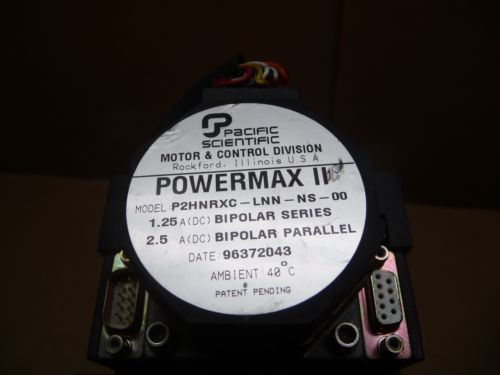 Pacific
Scientific
MOTOR & CONTROL DIVISION
Rockford, Illinois U.S.A
POWERMAX II®
MODEL: P2HNRXC-LNN-NS-00
1.25 A(DC) BIPOLAR SERIES
2.5 A(DC) BIPOLAR PARALLEL
DATE: 96372043
AMBIENT 40°C
PATENT PENDING